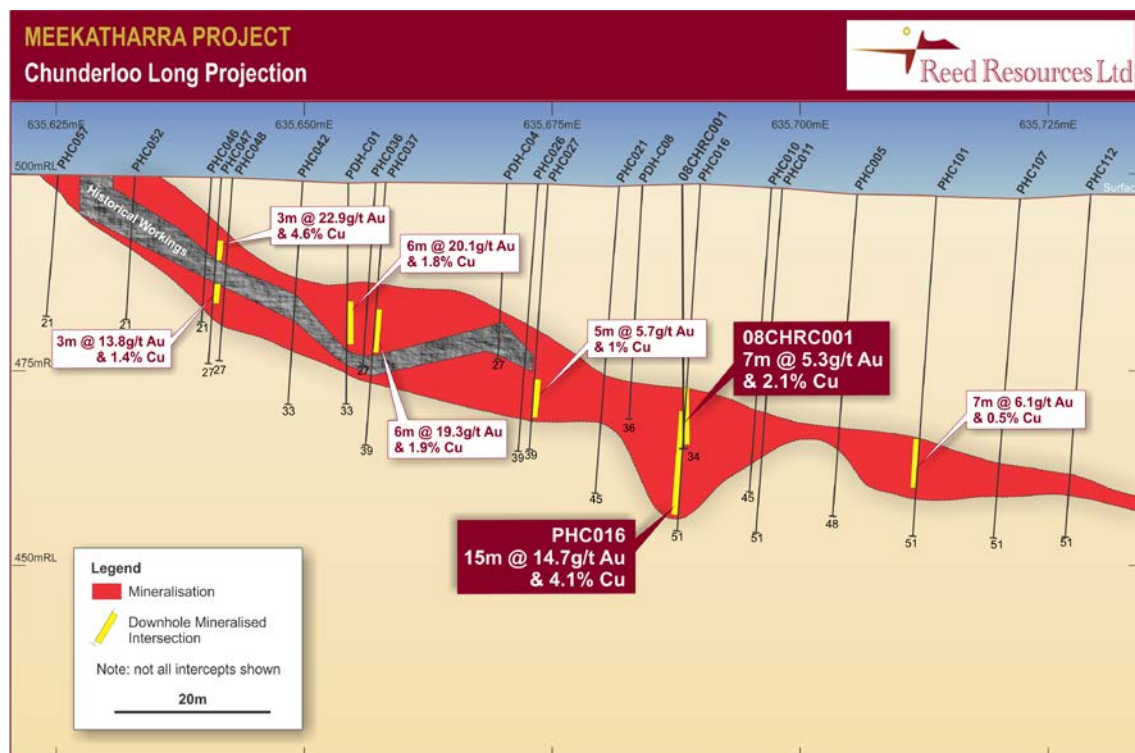 MEEKATHARRA PROJECT
Chunderloo Long Projection
Reed Resources Ltd
635,625mE
635,650mE
635,675mE
635,700mE
635,725mE
PHC057
PHC052
PHC046
PHC047
PHC048
PHC042
PDH-C01
PHC036
PHC037
PDH-C04
PHC026
PHC027
PHC021
PDH-C08
08CHRC001
PHC016
PHC010
PHC011
PHC005
PHC101
PHC107
PHC112
500mRL
Surfac
Historical Workings
3m @ 22.9g/t Au
& 4.6% Cu
6m @ 20.1g/t Au
& 1.8% Cu
21
21
21
3m @ 13.8g/t Au
& 1.4% Cu
27
27
33
33
27
39
27
5m @ 5.7g/t Au
& 1% Cu
08CHRC001
7m @ 5.3g/t Au
& 2.1% Cu
475mRL
6m @ 19.3g/t Au
& 1.9% Cu
39
39
36
34
7m @ 6.1g/t Au
& 0.5% Cu
45
45
48
51
51
51
51
51
PHC016
15m @ 14.7g/t Au
& 4.1% Cu
450mRL
Legend
Mineralisation
Downhole Mineralised
Intersection
Note: not all intercepts shown
20m